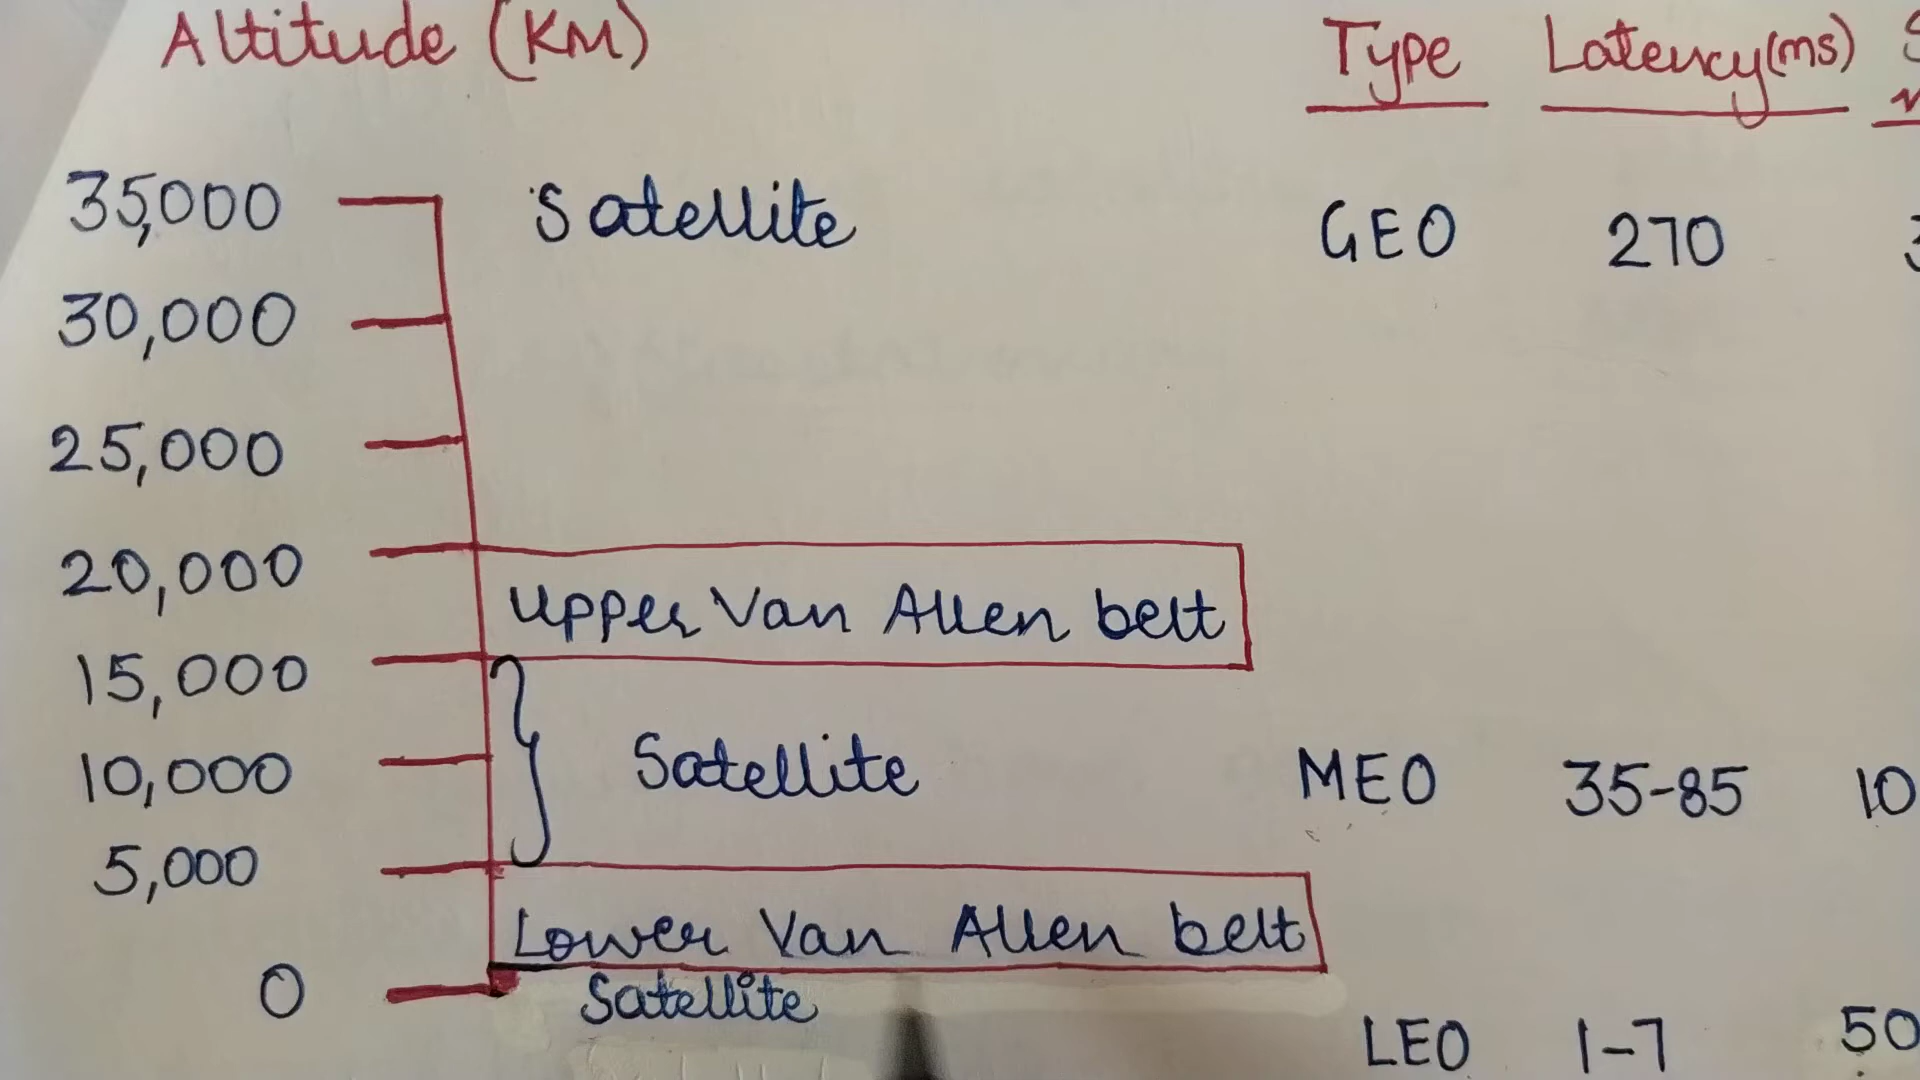 Altitude (KM) Type Latency(ms)
35,000 Satellite GEO 270
30,000
25,000
20,000
Upper Van Allen belt
15,000
10,000 Satellite MEO 35-85 10
5,000
Lower Van Allen belt
0 Satellite
LEO 1-7 50